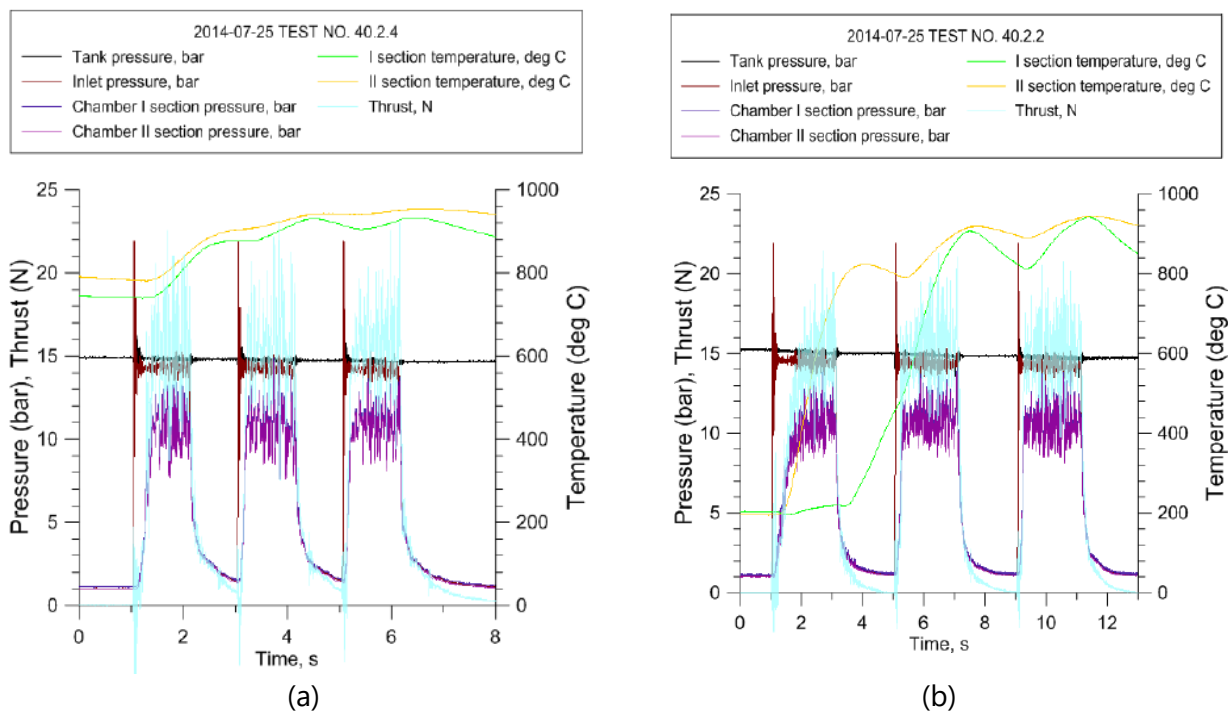 2014-07-25 TEST NO. 40.2.4
Tank pressure, bar
Inlet pressure, bar
Chamber I section pressure, bar
Chamber II section pressure, bar
I section temperature, deg C
II section temperature, deg C
Thrust, N
25
20
15
10
5
0
Pressure (bar), Thrust (N)
1000
800
600
400
200
0
Temperature (deg C)
0
2
4
6
8
Time, s
(a)
2014-07-25 TEST NO. 40.2.2
Tank pressure, bar
Inlet pressure, bar
Chamber I section pressure, bar
Chamber II section pressure, bar
I section temperature, deg C
II section temperature, deg C
Thrust, N
25
20
15
10
5
0
Pressure (bar), Thrust (N)
1000
800
600
400
200
0
Temperature (deg C)
0
2
4
6
8
10
12
Time, s
(b)